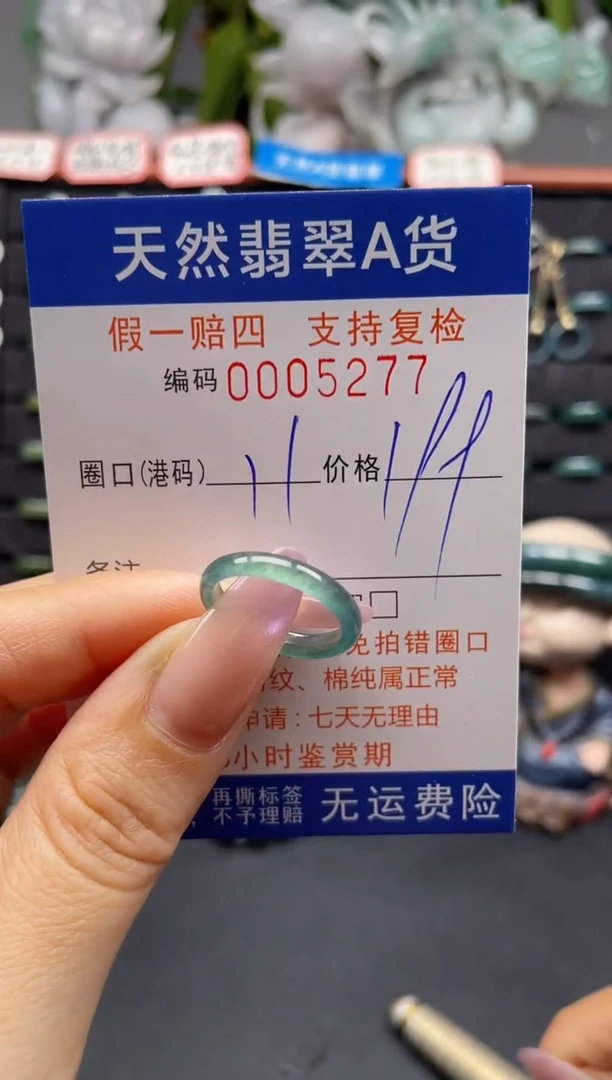 天然翡翠A货
假一赔四 支持复检
编码 0005277
圈口(港码) 11 价格 199
备注
免拍错圈口
纹、棉纯属正常
申请：七天无理由
小时鉴赏期
再撕标签
不予理赔
无运费险